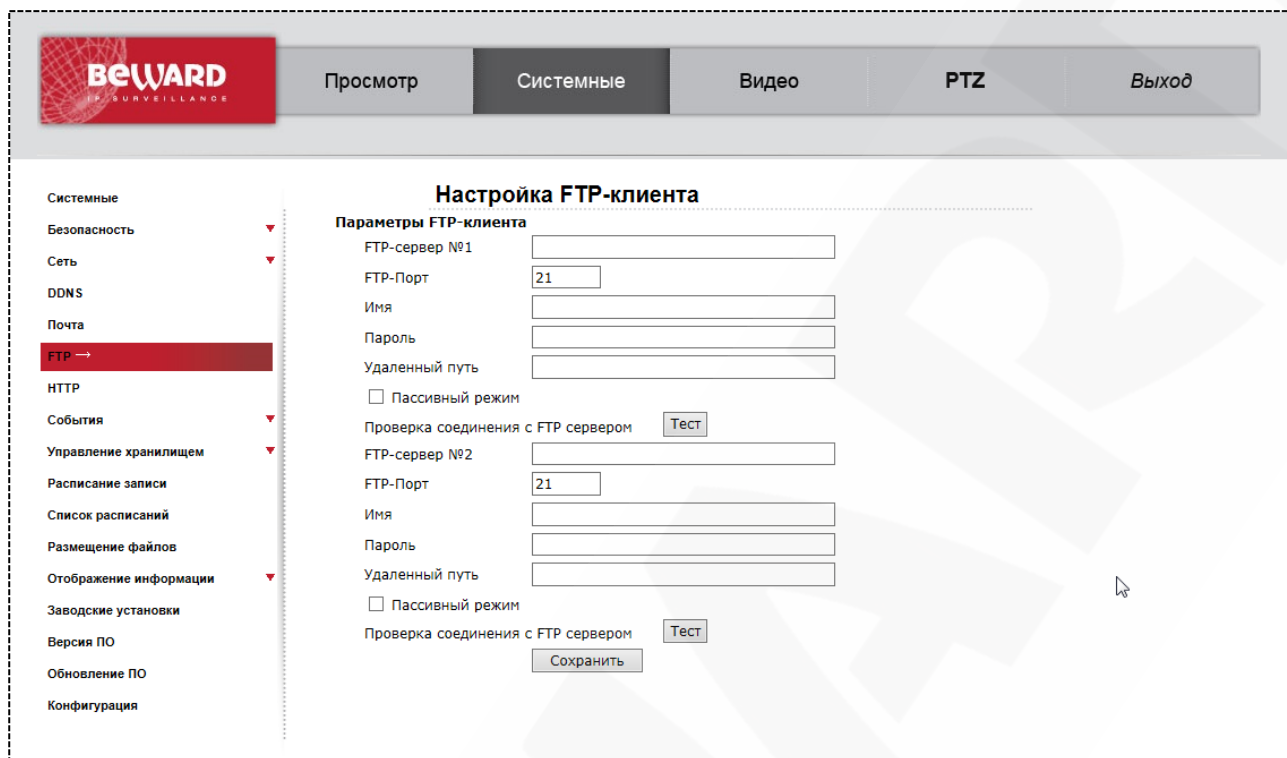 BEWARD
IP SURVEILLANCE
Просмотр
Системные
Видео
PTZ
Выход
Системные
Безопасность
Сеть
DDNS
Почта
FTP →
HTTP
События
Управление хранилищем
Расписание записи
Список расписаний
Размещение файлов
Отображение информации
Заводские установки
Версия ПО
Обновление ПО
Конфигурация
Настройка FTP-клиента
Параметры FTP-клиента
FTP-сервер №1
FTP-Порт 21
Имя
Пароль
Удаленный путь
Пассивный режим
Проверка соединения с FTP сервером Тест
FTP-сервер №2
FTP-Порт 21
Имя
Пароль
Удаленный путь
Пассивный режим
Проверка соединения с FTP сервером Тест
Сохранить